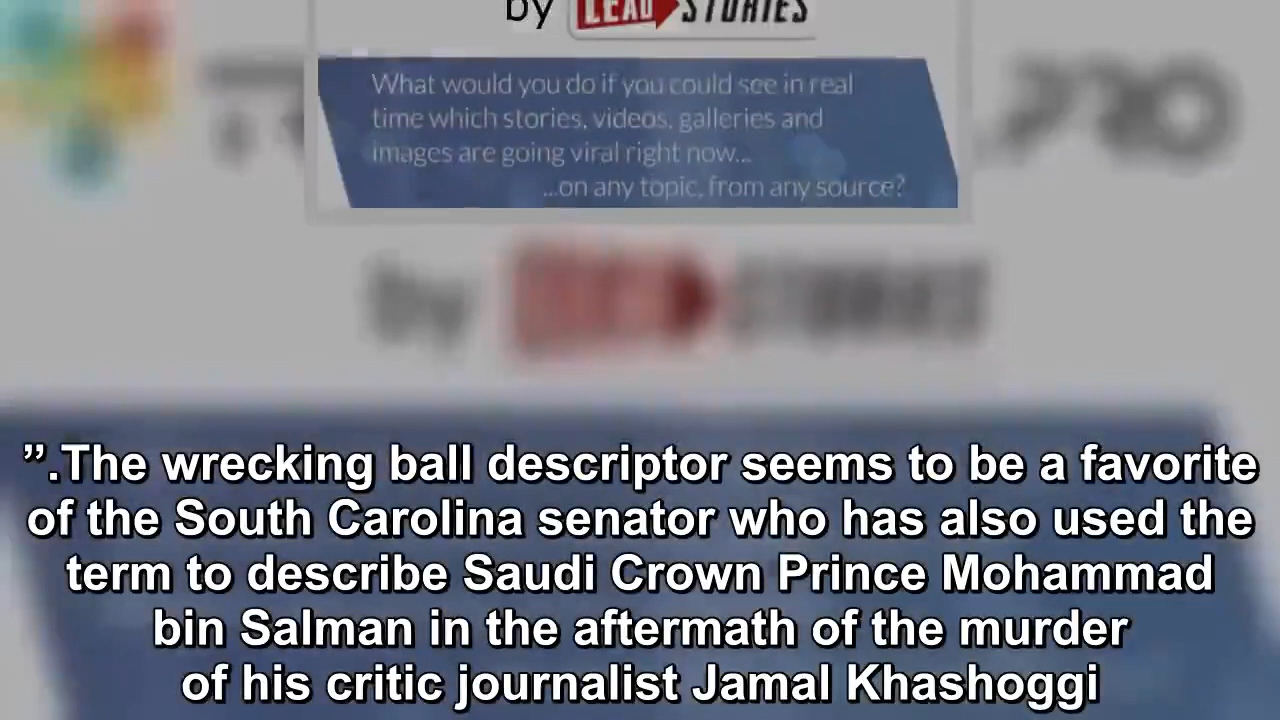 by LEAD STORIES
What would you do if you could see in real
time which stories, videos, galleries and
images are going viral right now...
...on any topic, from any source?
by
”.The wrecking ball descriptor seems to be a favorite
of the South Carolina senator who has also used the
term to describe Saudi Crown Prince Mohammad
bin Salman in the aftermath of the murder
of his critic journalist Jamal Khashoggi